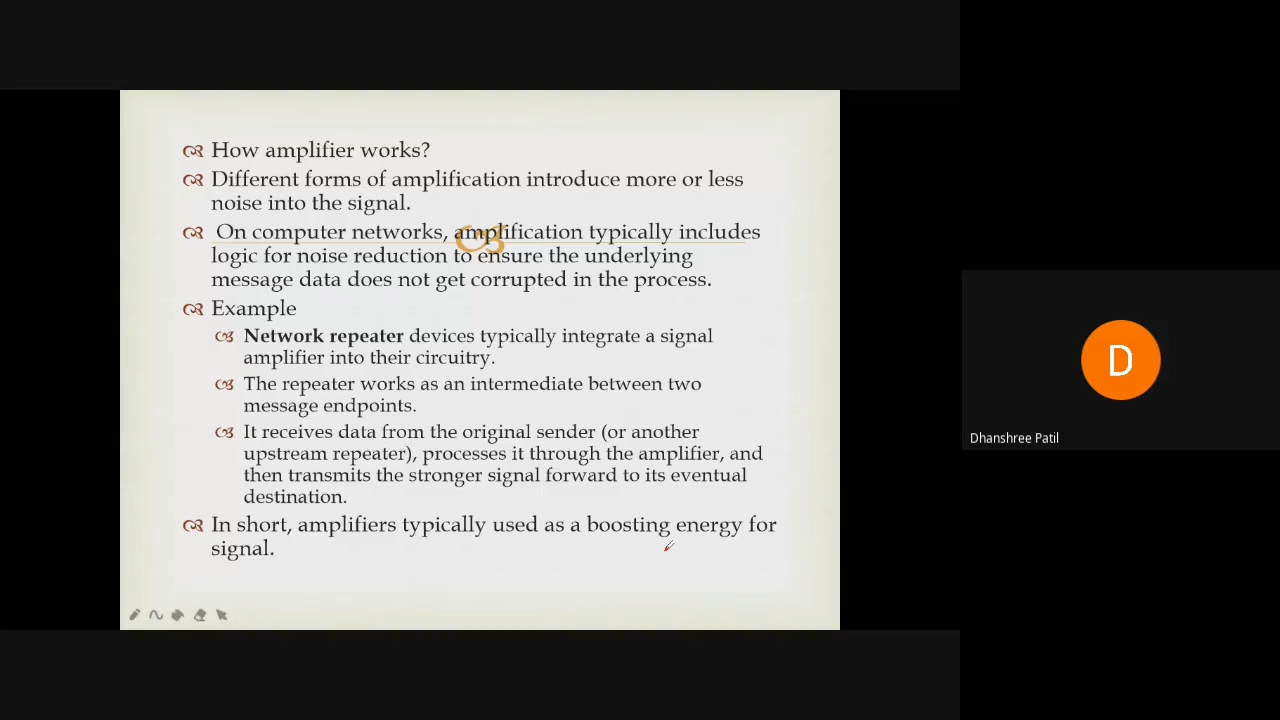 How amplifier works?
Different forms of amplification introduce more or less
noise into the signal.
On computer networks, amplification typically includes
logic for noise reduction to ensure the underlying
message data does not get corrupted in the process.
Example
Network repeater devices typically integrate a signal
amplifier into their circuitry.
The repeater works as an intermediate between two
message endpoints.
It receives data from the original sender (or another
upstream repeater), processes it through the amplifier, and
then transmits the stronger signal forward to its eventual
destination.
In short, amplifiers typically used as a boosting energy for
signal.
D
Dhanshree Patil